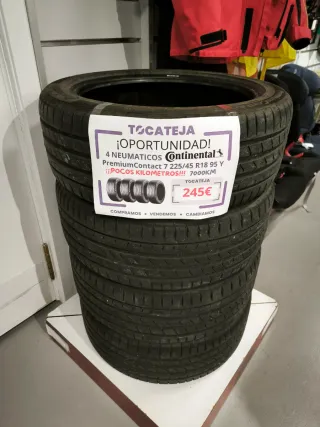 TOCATEJA
¡OPORTUNIDAD!
4 NEUMATICOS Continental
PremiumContact 7 225/45 R18 95 Y
¡¡¡POCOS KILOMETROS!!! 7000KM
TOCATEJA
245€
COMPRAMOS • VENDEMOS • CAMBIAMOS